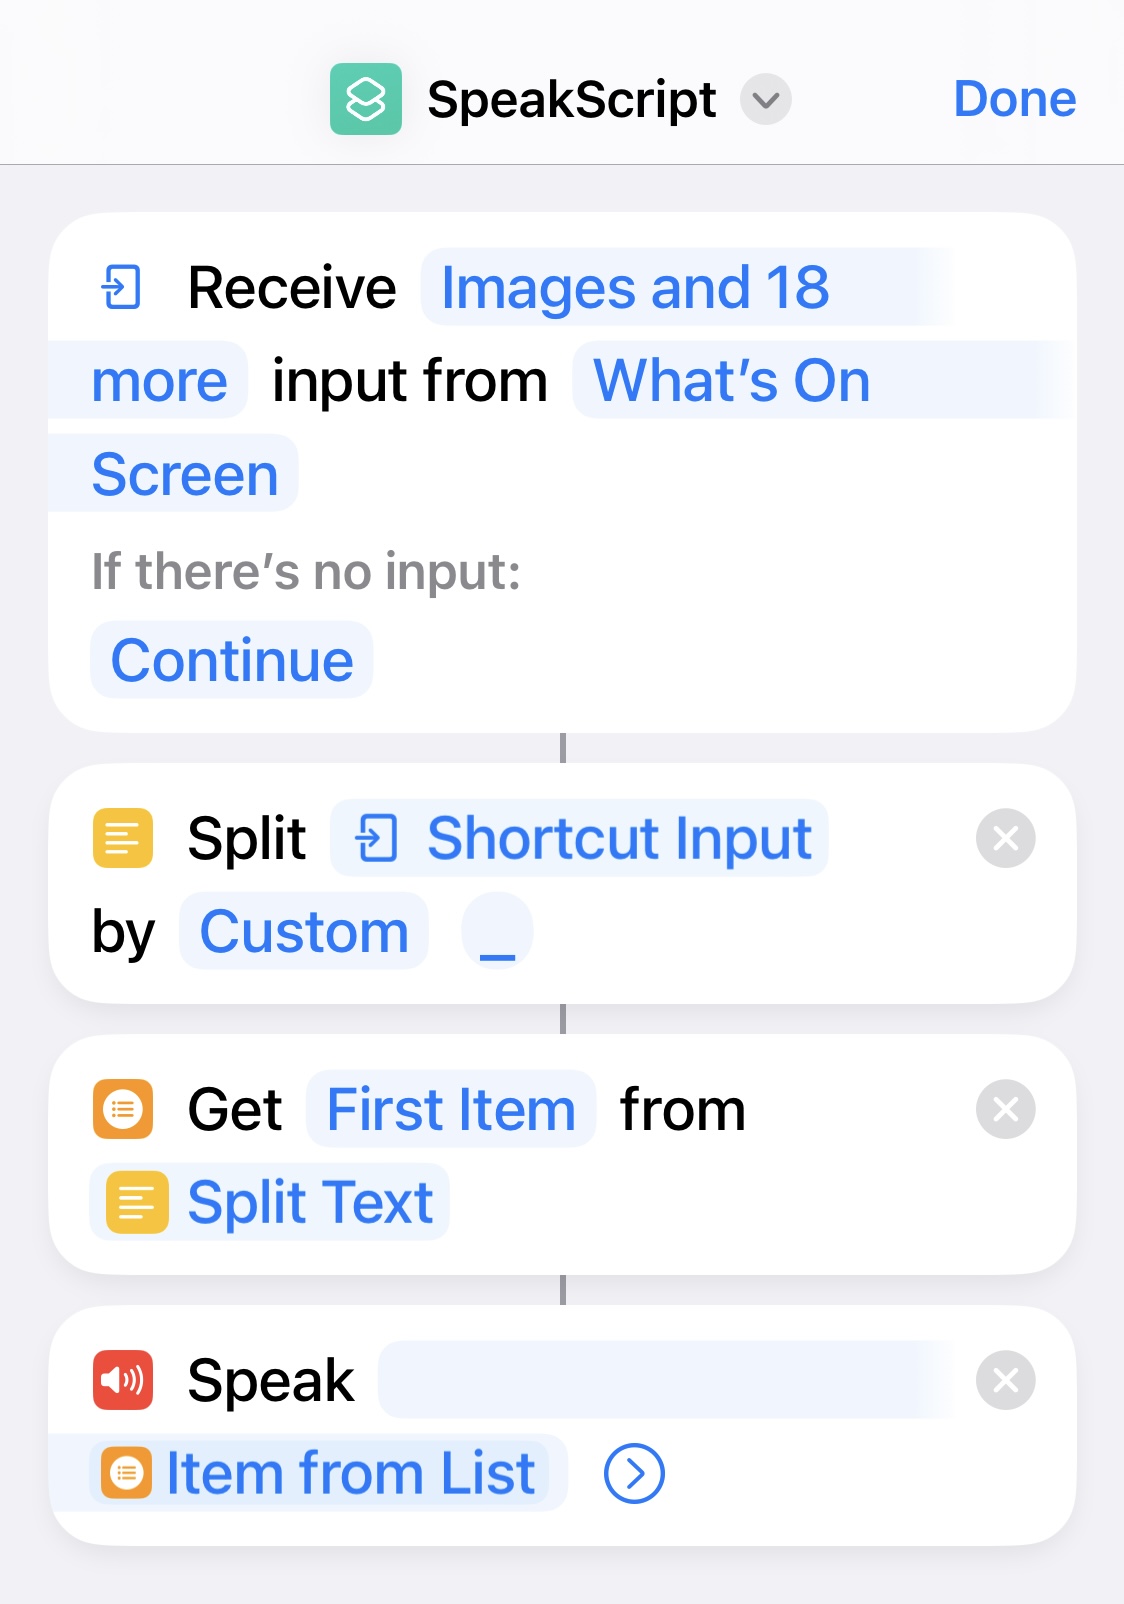 SpeakScript
Done
Receive Images and 18
more input from What’s On
Screen
If there’s no input:
Continue
Split Shortcut Input
by Custom _
Get First Item from
Split Text
Speak
Item from List